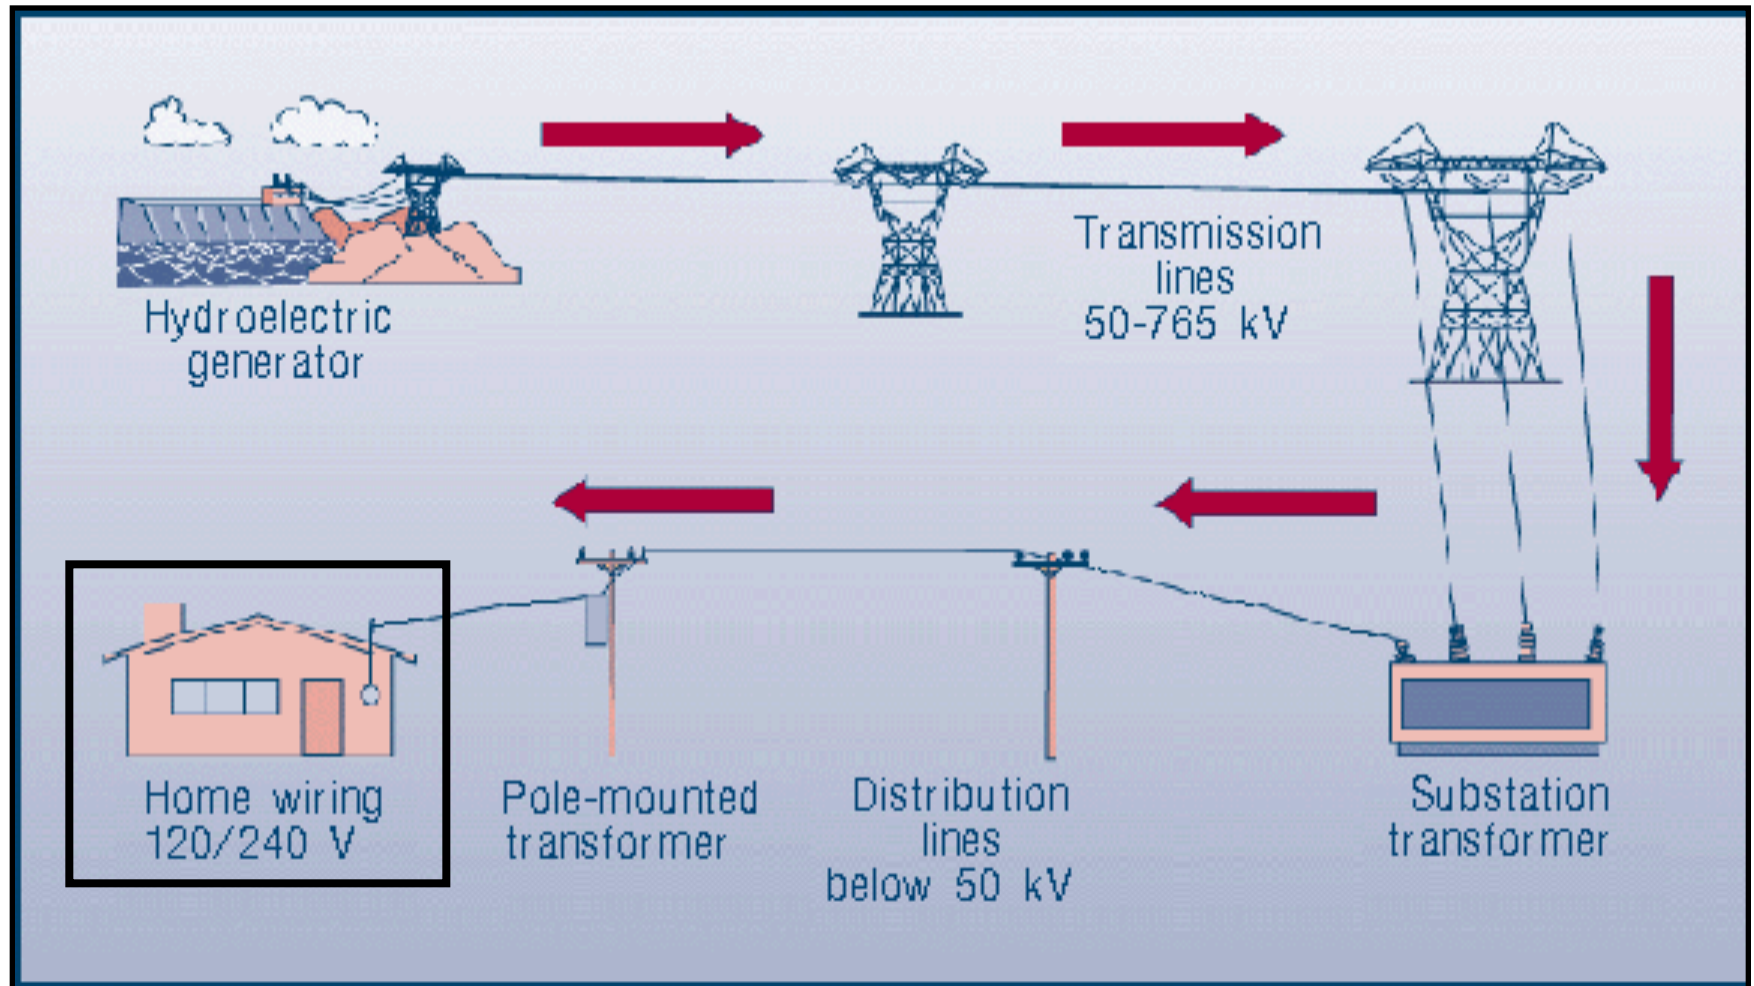 Hydroelectric
generator
Transmission
lines
50-765 kV
Home wiring
120/240 V
Pole-mounted
transformer
Distribution
lines
below 50 kV
Substation
transformer